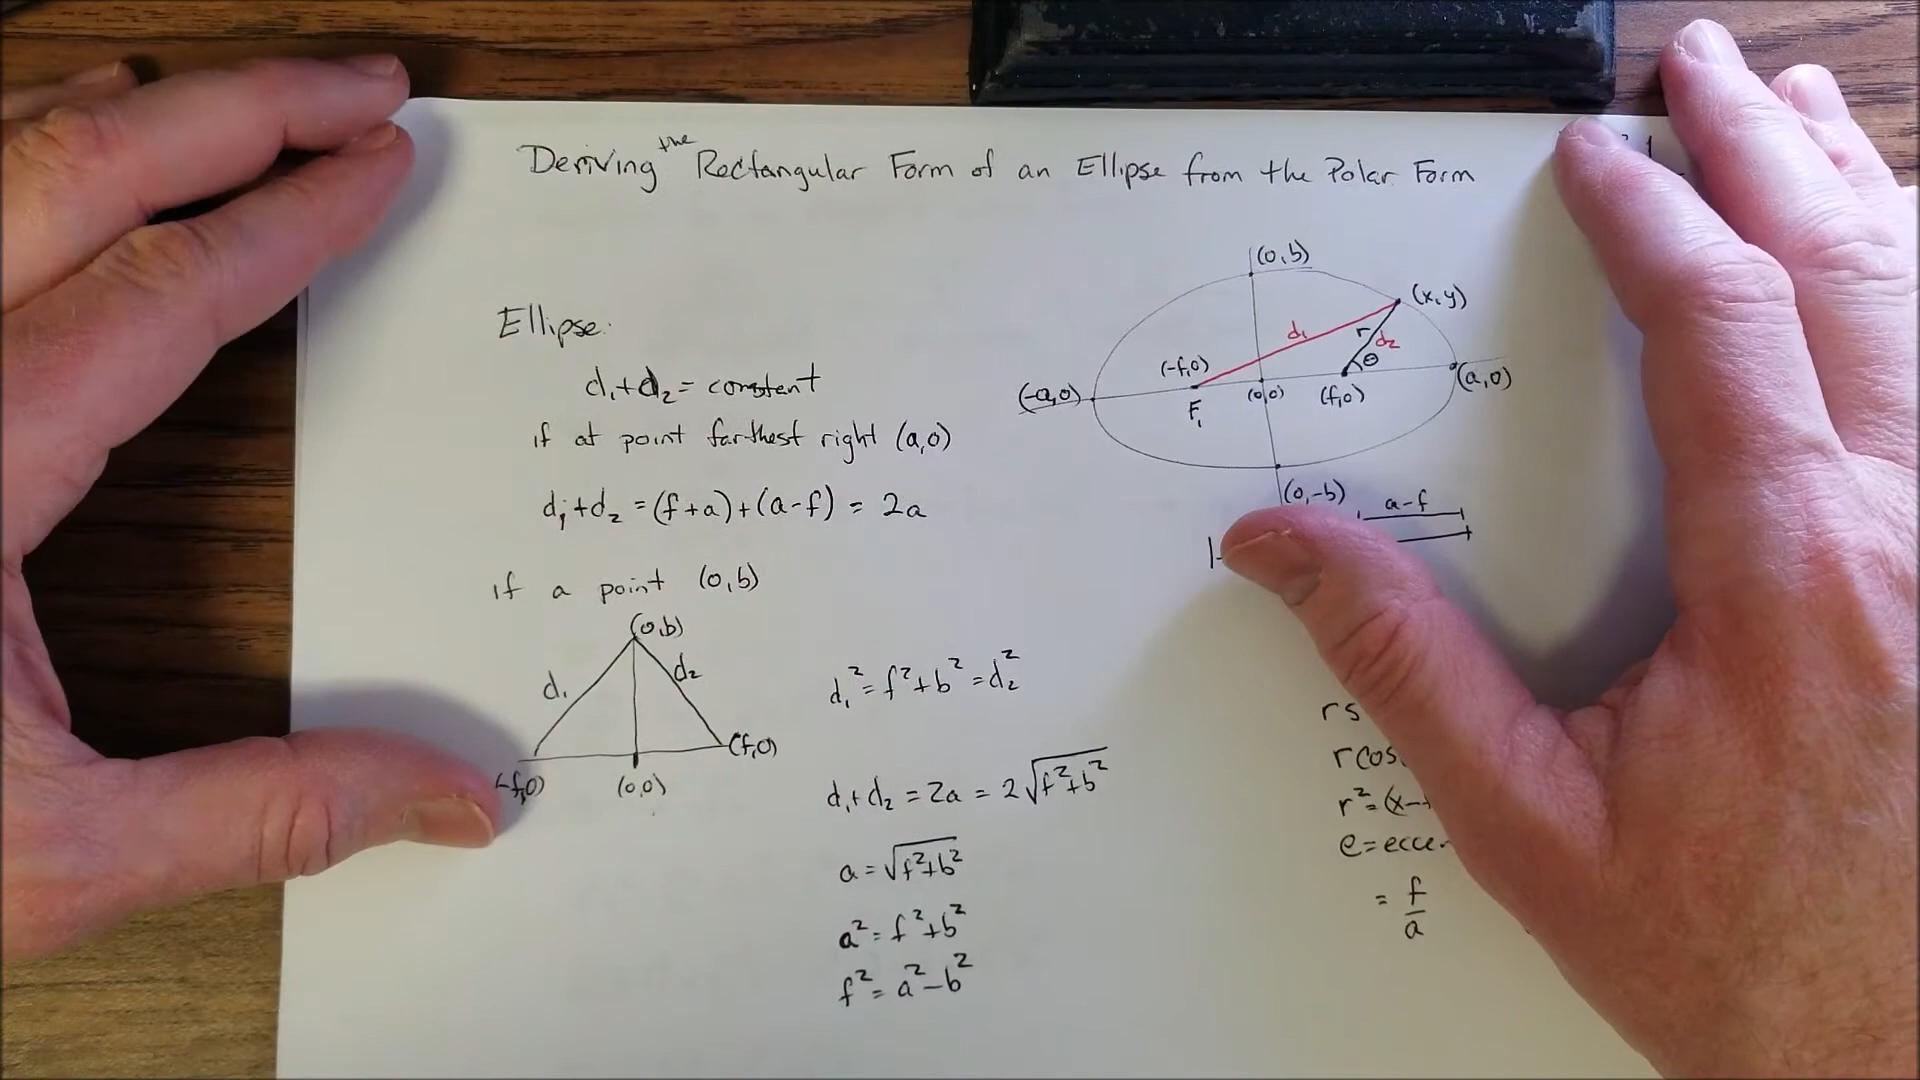 Deriving the Rectangular Form of an Ellipse from the Polar Form
Ellipse:
d₁+d₂ = constant
if at point farthest right (a,0)
d₁+d₂ = (f+a)+(a-f) = 2a
if a point (0,b)
(0,b)
d₁
d₂
(-f,0)
(0,0)
(f,0)
d₁² = f²+b² = d₂²
d₁+d₂ = 2a = 2√(f²+b²)
a = √(f²+b²)
a² = f²+b²
f² = a²-b²
(0,b)
(x,y)
d₁
r
d₂
θ
(-f,0)
(-a,0)
F₁
(0,0)
(f,0)
(a,0)
(0,-b)
a-f
r cos
r² = (x-
e =
= f/a